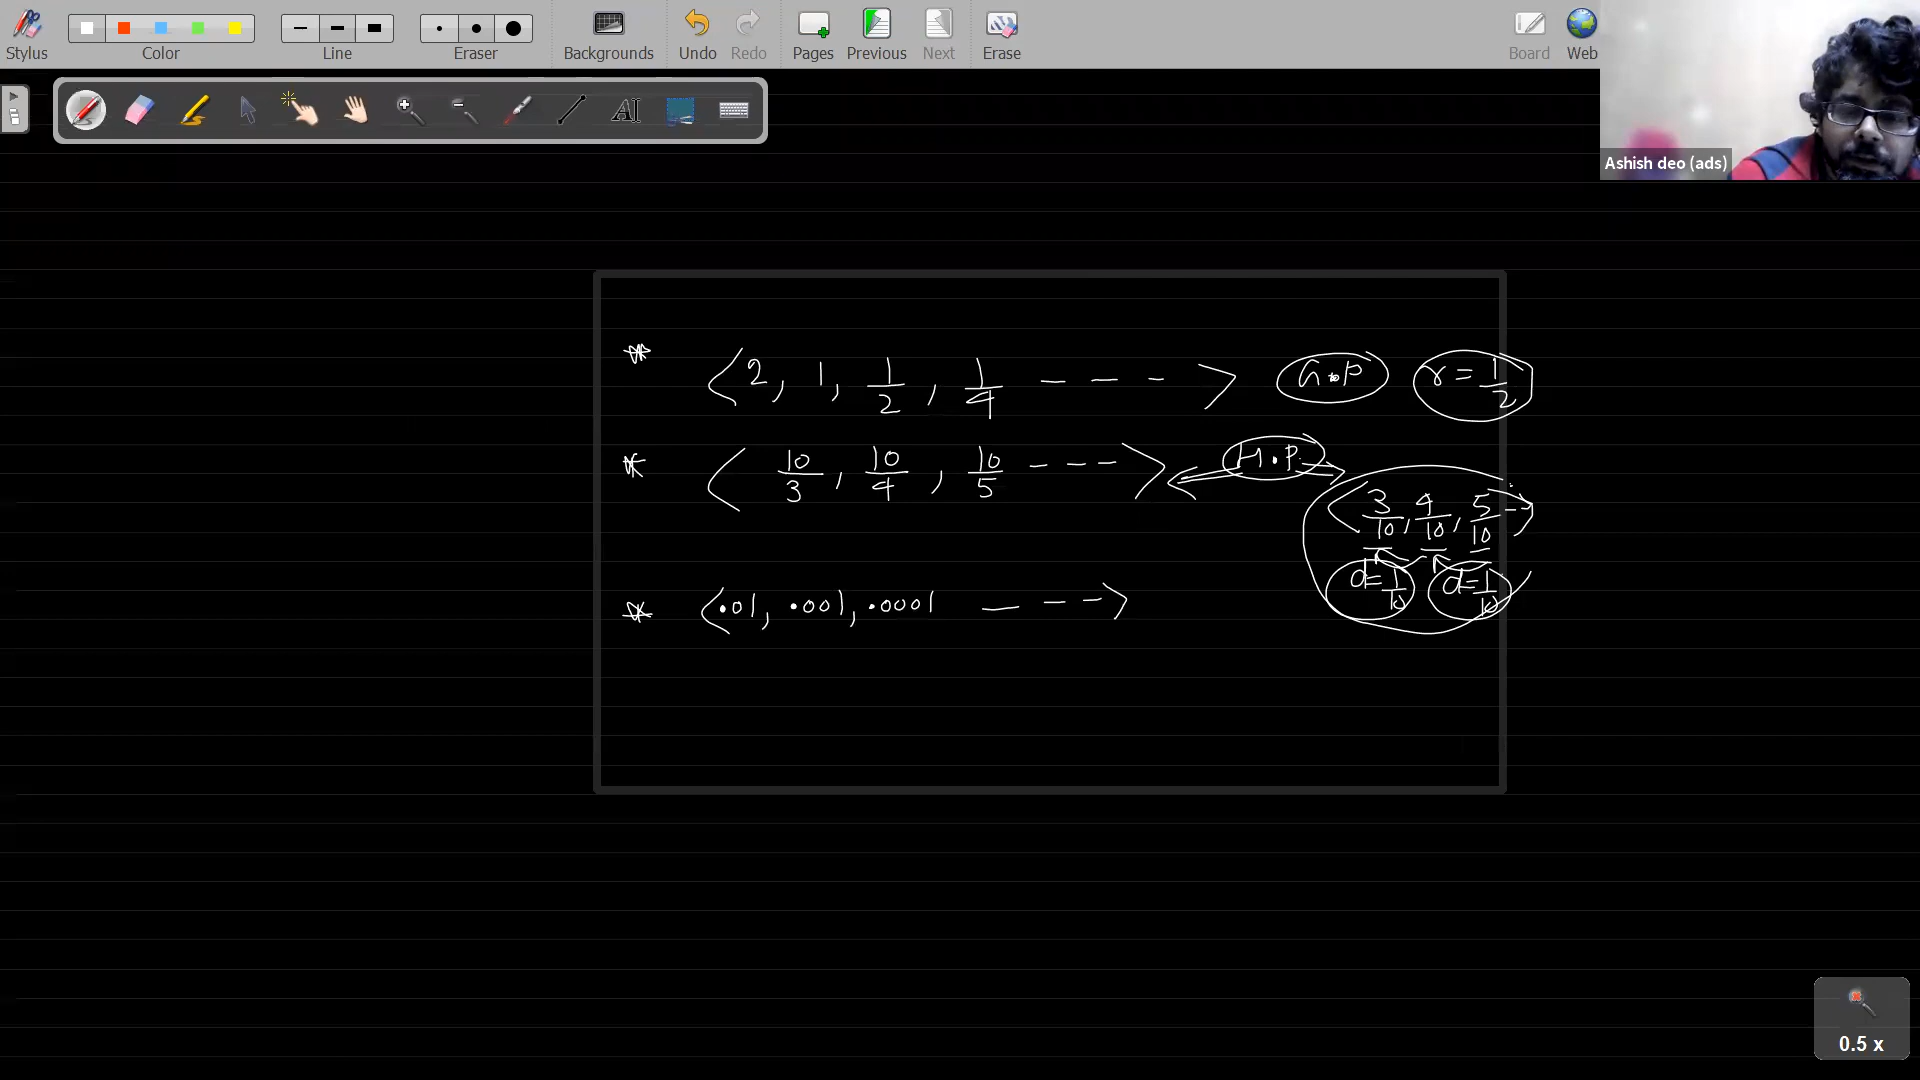 Stylus Color Line Eraser Backgrounds Undo Redo Pages Previous Next Erase Board Web
Ashish deo (ads)
* <2, 1, 1/2, 1/4 - - - > G.P r = 1/2
* < 10/3, 10/4, 10/5 - - - > H.P.
<3/10, 4/10, 5/10 - ->
d = 1/10 d = 1/10
* <.01, .001, .0001 - - - >
0.5 x